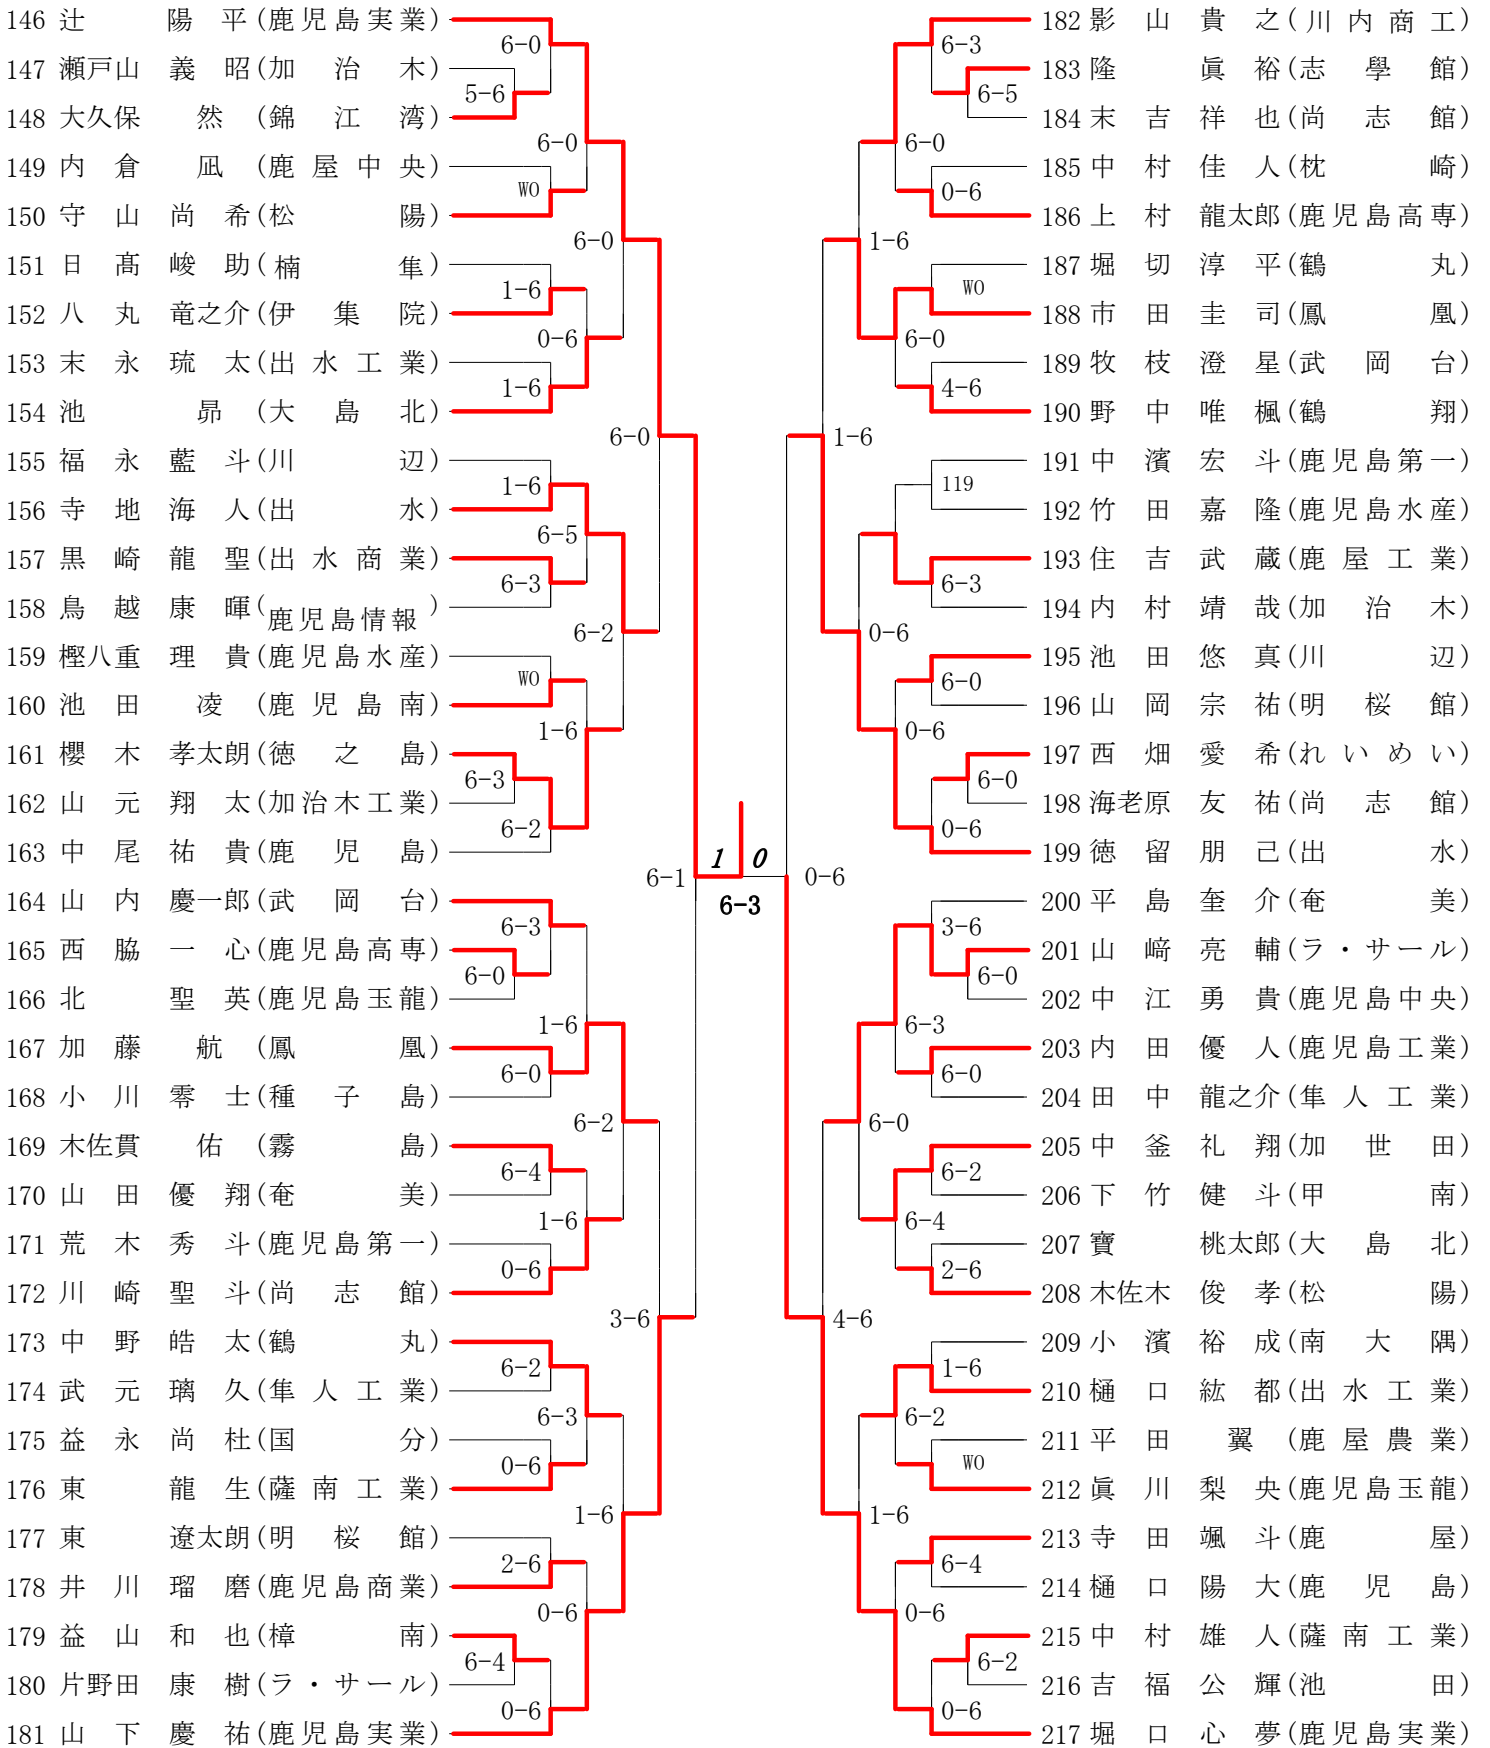 146 辻 陽 平 (鹿児島実業)
6-0
147 瀬戸山 義 昭 (加 治 木)
5-6
148 大久保 然 (錦 江 湾)
6-0
149 内 倉 凪 (鹿 屋 中 央)
WO
150 守 山 尚 希 (松 陽)
6-0
151 日 髙 峻 助 (楠 隼)
1-6
152 八 丸 竜之介 (伊 集 院)
0-6
153 末 永 琉 太 (出 水 工 業)
1-6
154 池 昴 (大 島 北)
6-0
155 福 永 藍 斗 (川 辺)
1-6
156 寺 地 海 人 (出 水)
6-5
157 黒 崎 龍 聖 (出 水 商 業)
6-3
158 鳥 越 康 暉 (鹿児島情報)
6-2
159 樫八重 理 貴 (鹿児島水産)
WO
160 池 田 凌 (鹿 児 島 南)
1-6
161 櫻 木 孝太朗 (徳 之 島)
6-3
162 山 元 翔 太 (加治木工業)
6-2
163 中 尾 祐 貴 (鹿 児 島)
6-1
164 山 内 慶一郎 (武 岡 台)
6-3
165 西 脇 一 心 (鹿児島高専)
6-0
166 北 聖 英 (鹿児島玉龍)
1-6
167 加 藤 航 (鳳 凰)
6-0
168 小 川 零 士 (種 子 島)
6-2
169 木佐貫 佑 (霧 島)
6-4
170 山 田 優 翔 (奄 美)
1-6
171 荒 木 秀 斗 (鹿児島第一)
0-6
172 川 崎 聖 斗 (尚 志 館)
3-6
173 中 野 皓 太 (鶴 丸)
6-2
174 武 元 璃 久 (隼 人 工 業)
6-3
175 益 永 尚 杜 (国 分)
0-6
176 東 龍 生 (薩 南 工 業)
1-6
177 東 遼太朗 (明 桜 館)
2-6
178 井 川 瑠 磨 (鹿児島商業)
0-6
179 益 山 和 也 (樟 南)
6-4
180 片野田 康 樹 (ラ・サール)
0-6
181 山 下 慶 祐 (鹿児島実業)
1 0
6-3
182 影 山 貴 之 (川 内 商 工)
6-3
183 隆 眞 裕 (志 學 館)
6-5
184 末 吉 祥 也 (尚 志 館)
6-0
185 中 村 佳 人 (枕 崎)
0-6
186 上 村 龍太郎 (鹿児島高専)
1-6
187 堀 切 淳 平 (鶴 丸)
WO
188 市 田 圭 司 (鳳 凰)
6-0
189 牧 枝 澄 星 (武 岡 台)
4-6
190 野 中 唯 楓 (鶴 翔)
1-6
191 中 濱 宏 斗 (鹿児島第一)
119
192 竹 田 嘉 隆 (鹿児島水産)
193 住 吉 武 蔵 (鹿 屋 工 業)
6-3
194 内 村 靖 哉 (加 治 木)
0-6
195 池 田 悠 真 (川 辺)
6-0
196 山 岡 宗 祐 (明 桜 館)
0-6
197 西 畑 愛 希 (れ い め い)
6-0
198 海老原 友 祐 (尚 志 館)
0-6
199 徳 留 朋 己 (出 水)
0-6
200 平 島 奎 介 (奄 美)
3-6
201 山 﨑 亮 輔 (ラ・サール)
6-0
202 中 江 勇 貴 (鹿児島中央)
6-3
203 内 田 優 人 (鹿児島工業)
6-0
204 田 中 龍之介 (隼 人 工 業)
6-0
205 中 釜 礼 翔 (加 世 田)
6-2
206 下 竹 健 斗 (甲 南)
6-4
207 寶 桃太郎 (大 島 北)
2-6
208 木佐木 俊 孝 (松 陽)
4-6
209 小 濱 裕 成 (南 大 隅)
1-6
210 樋 口 紘 都 (出 水 工 業)
6-2
211 平 田 翼 (鹿 屋 農 業)
WO
212 眞 川 梨 央 (鹿児島玉龍)
1-6
213 寺 田 颯 斗 (鹿 屋)
6-4
214 樋 口 陽 大 (鹿 児 島)
0-6
215 中 村 雄 人 (薩 南 工 業)
6-2
216 吉 福 公 輝 (池 田)
0-6
217 堀 口 心 夢 (鹿児島実業)